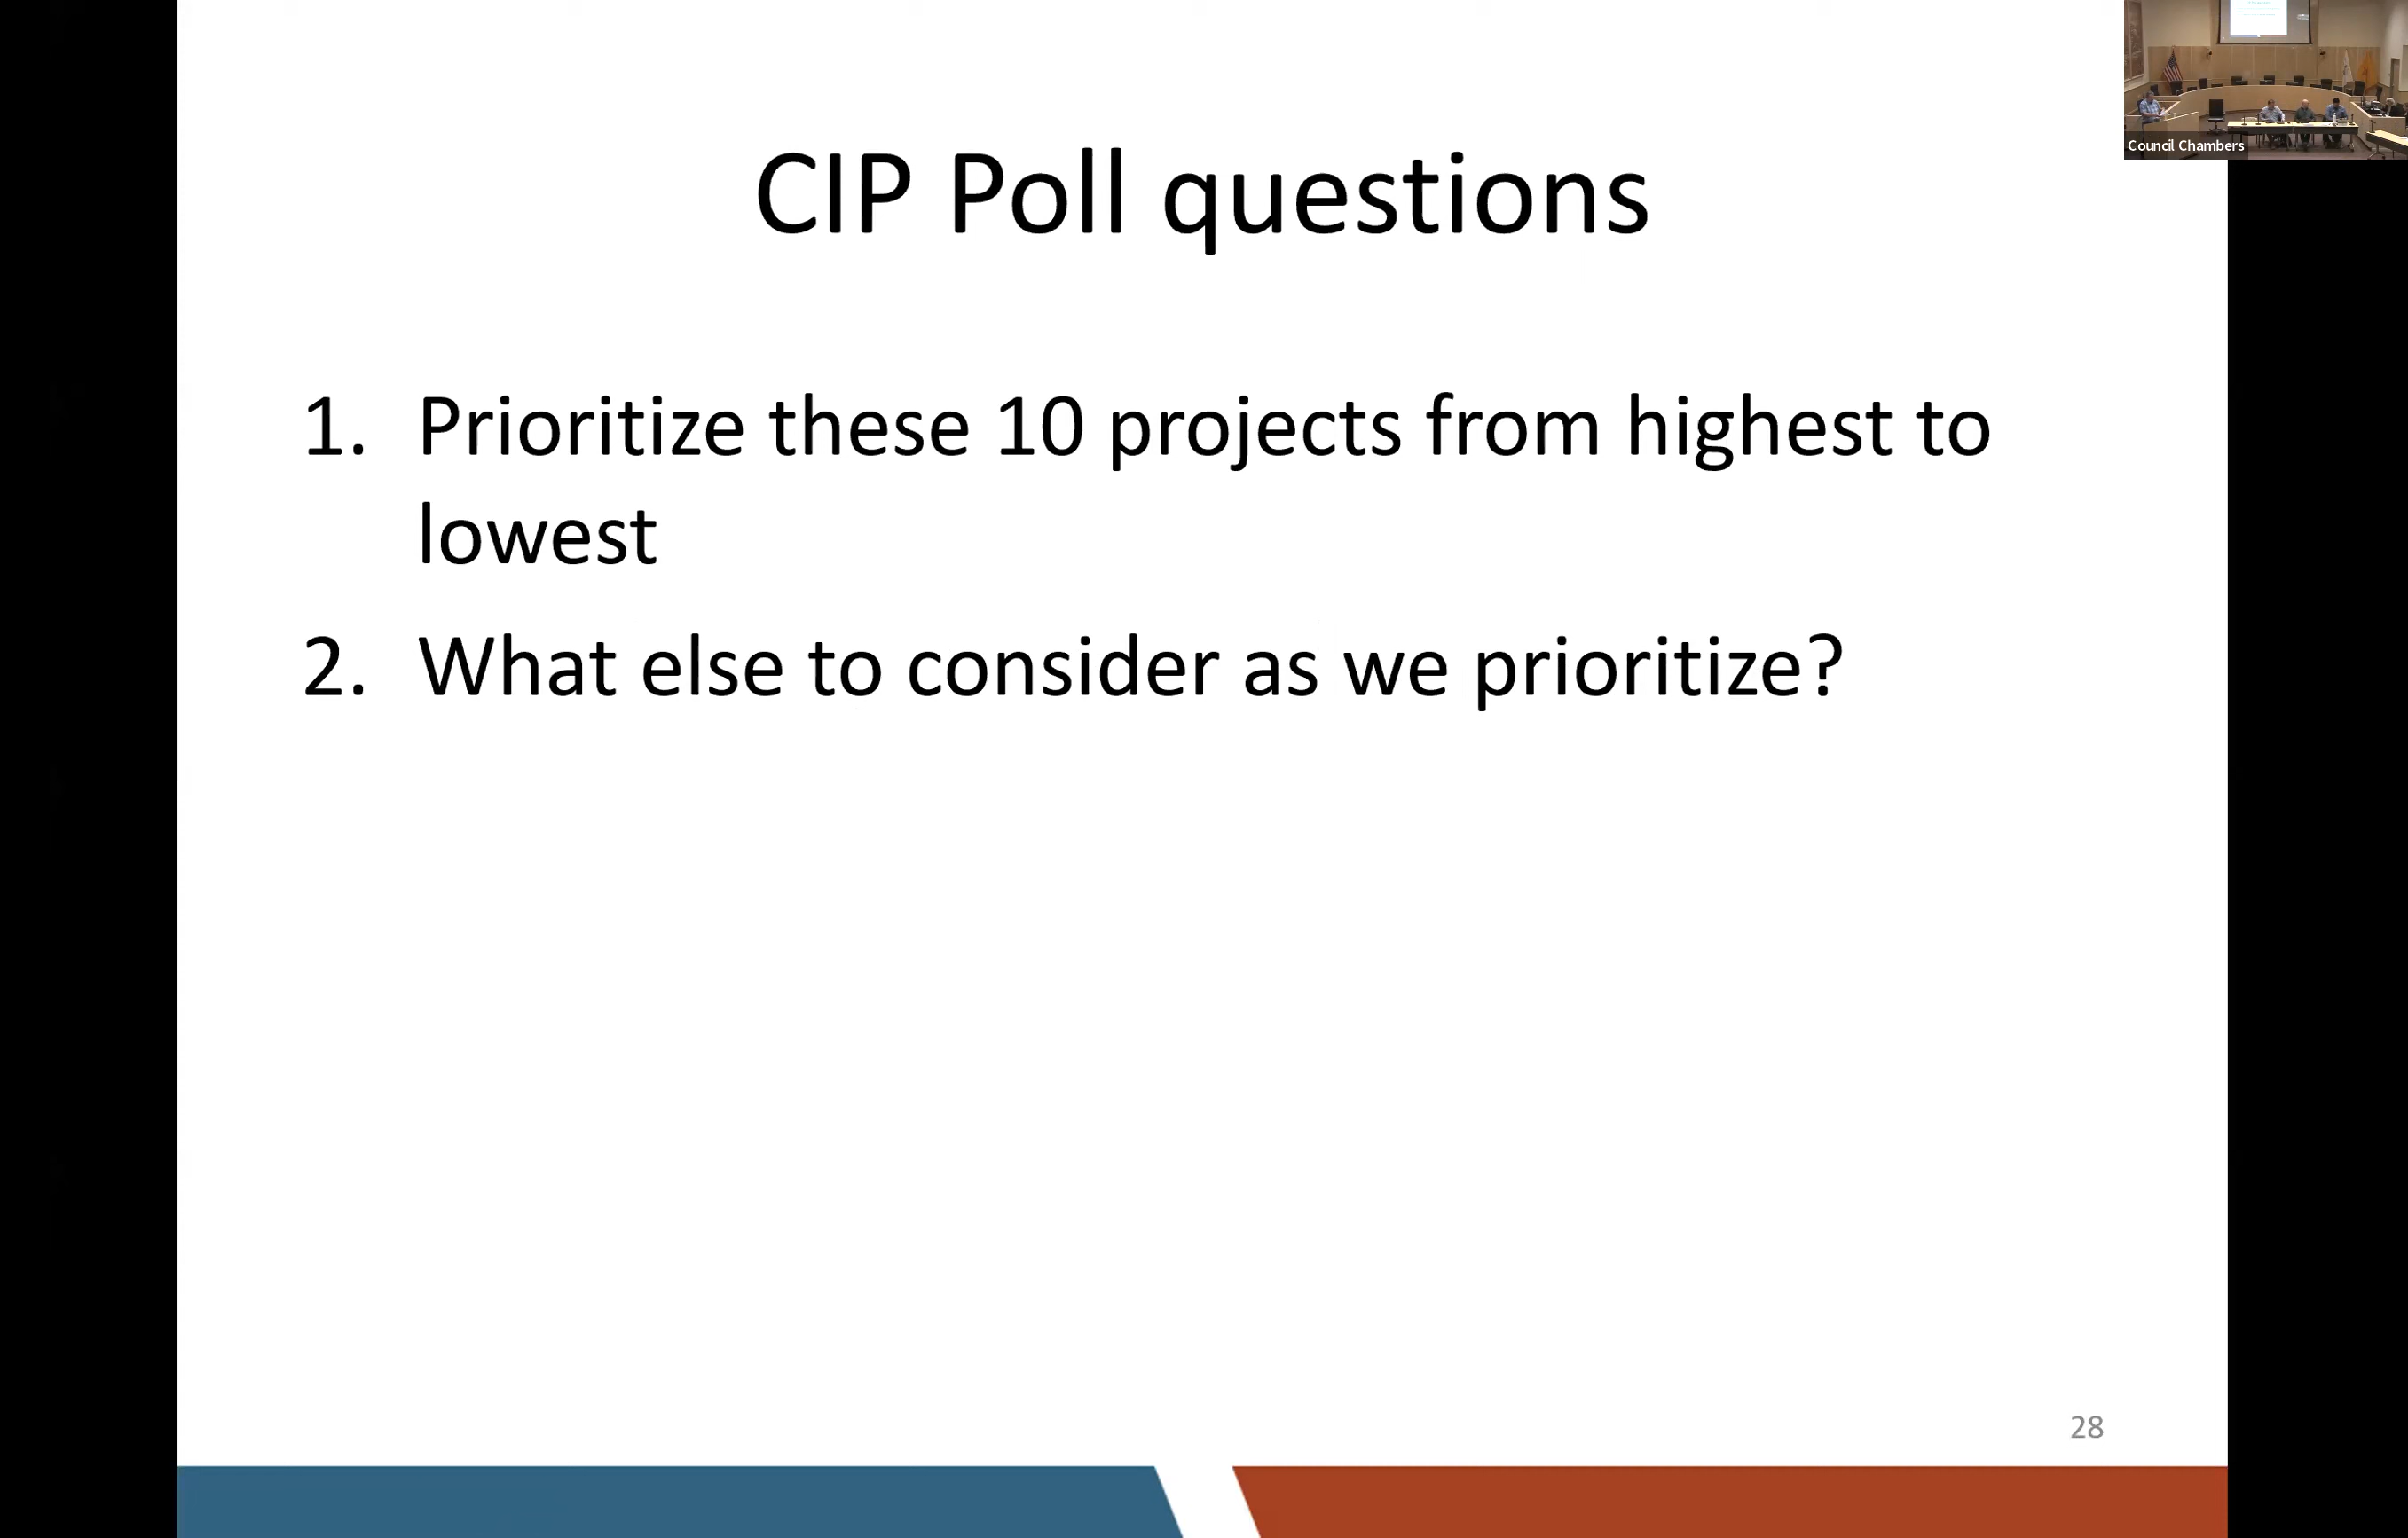 Council Chambers
CIP Poll questions
1. Prioritize these 10 projects from highest to
lowest
2. What else to consider as we prioritize?
28